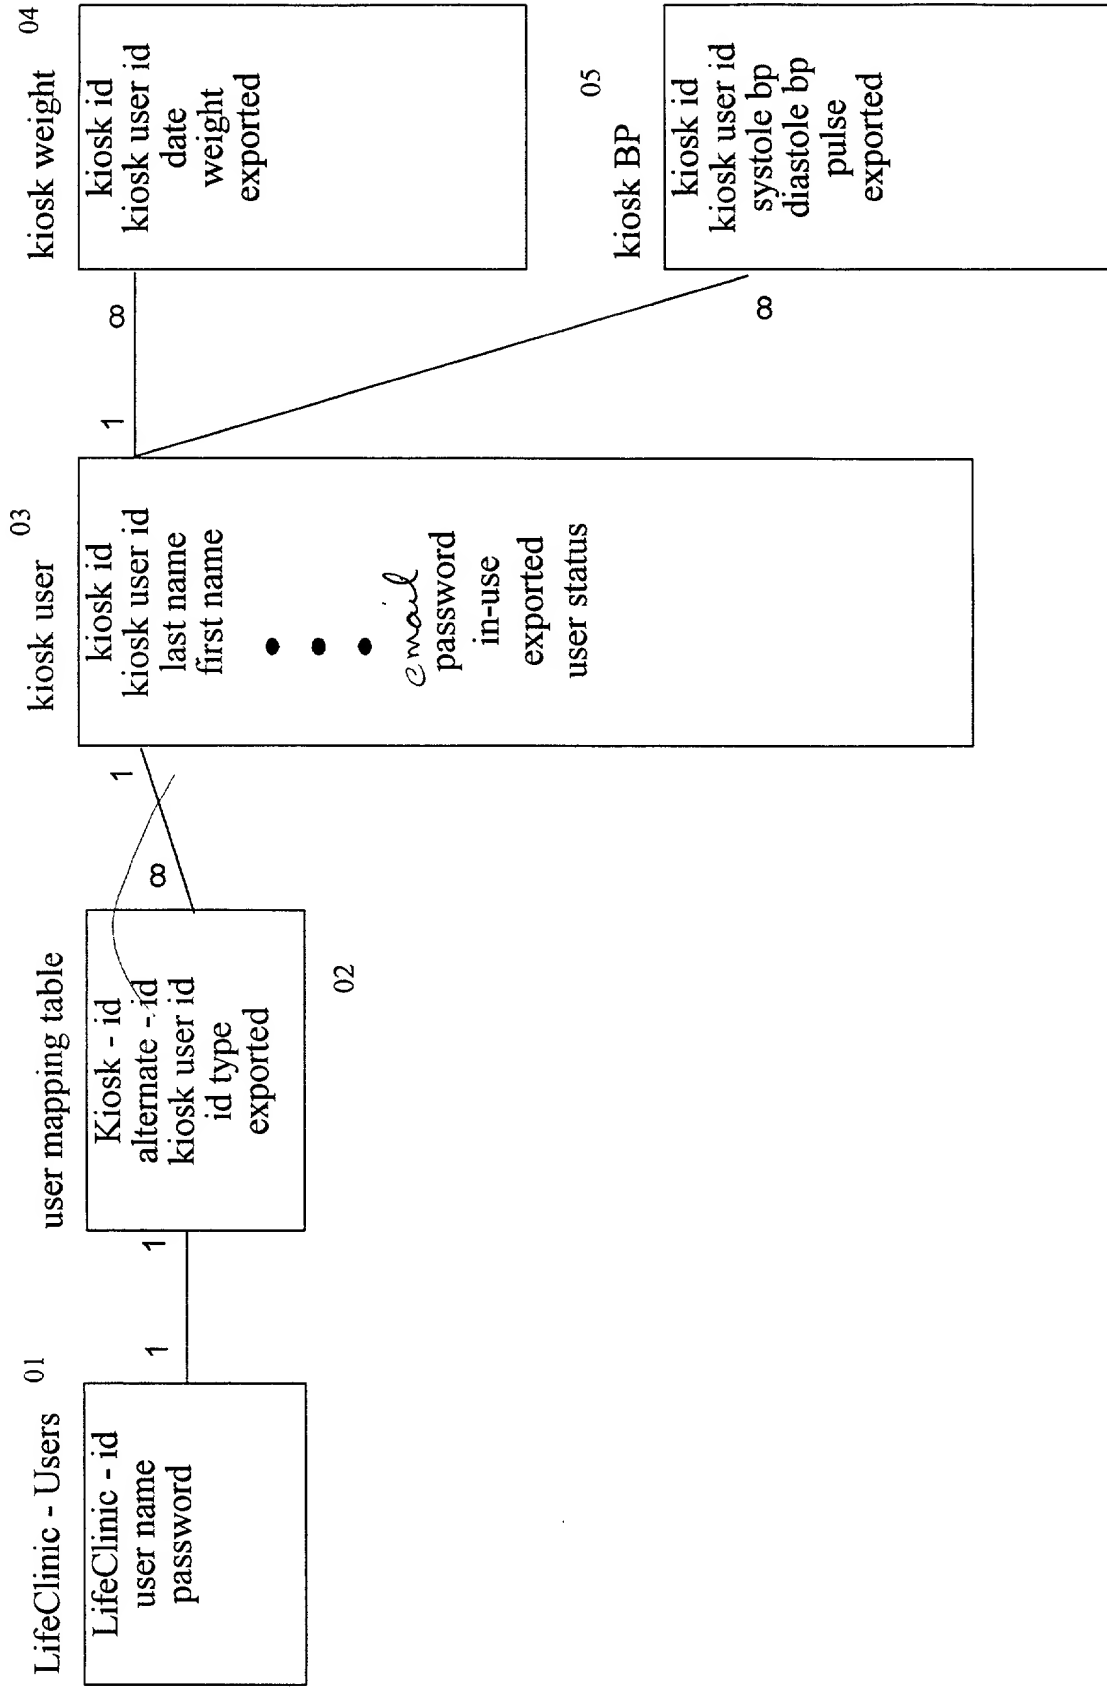 LifeClinic - Users
01
LifeClinic - id
user name
password
1
1
user mapping table
Kiosk - id
alternate - id
kiosk user id
id type
exported
02
∞
1
kiosk user
03
kiosk id
kiosk user id
last name
first name
email
password
in-use
exported
user status
1
∞
∞
kiosk weight
04
kiosk id
kiosk user id
date
weight
exported
kiosk BP
05
kiosk id
kiosk user id
systole bp
diastole bp
pulse
exported